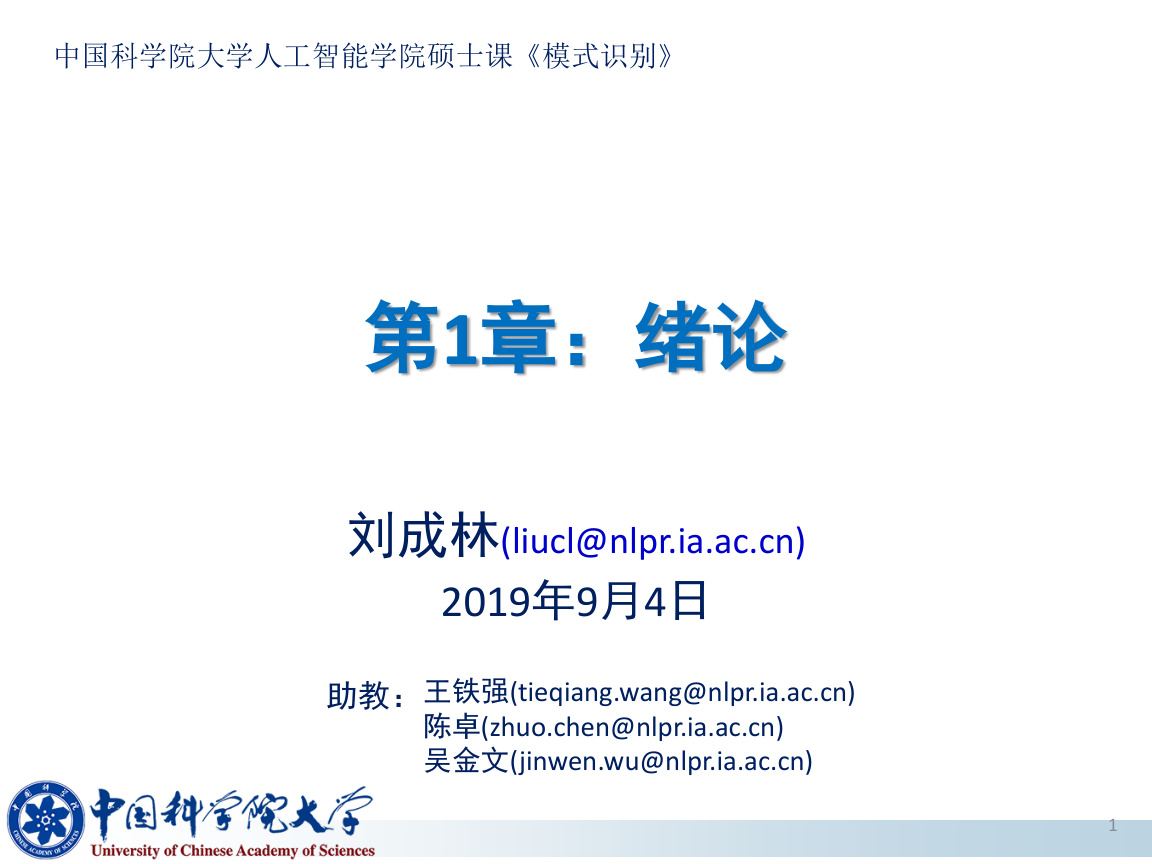 中国科学院大学人工智能学院硕士课《模式识别》
第1章：绪论
刘成林(liucl@nlpr.ia.ac.cn)
2019年9月4日
助教：王铁强(tieqiang.wang@nlpr.ia.ac.cn)
陈卓(zhuo.chen@nlpr.ia.ac.cn)
吴金文(jinwen.wu@nlpr.ia.ac.cn)
中国科学院大学
University of Chinese Academy of Sciences
1